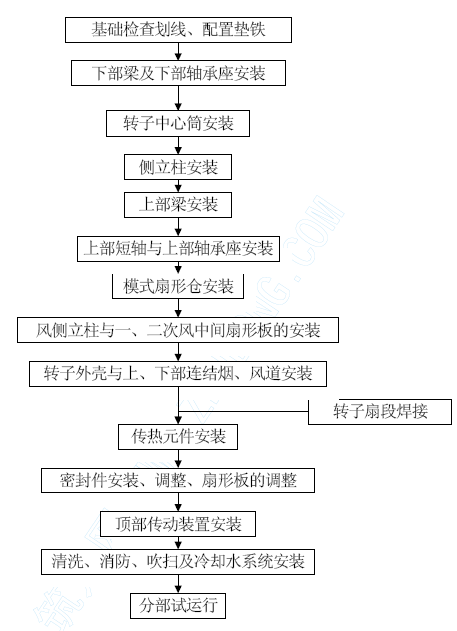 基础检查划线、配置垫铁
下部梁及下部轴承座安装
转子中心筒安装
侧立柱安装
上部梁安装
上部短轴与上部轴承座安装
模式扇形仓安装
风侧立柱与一、二次风中间扇形板的安装
转子外壳与上、下部连结烟、风道安装
转子扇段焊接
传热元件安装
密封件安装、调整、扇形板的调整
顶部传动装置安装
清洗、消防、吹扫及冷却水系统安装
分部试运行